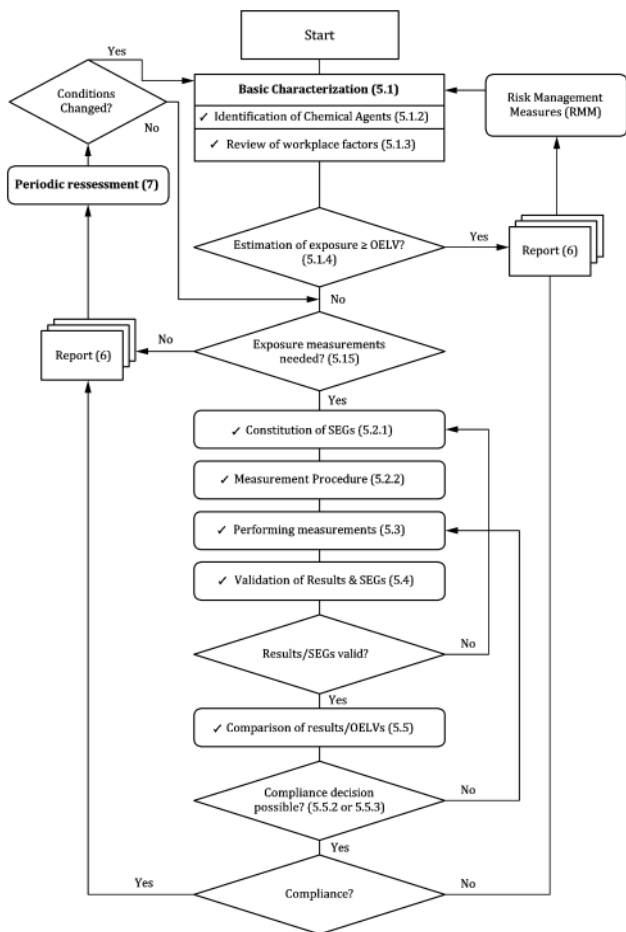 Start
Yes
Conditions
Changed?
No
Basic Characterization (5.1)
✓ Identification of Chemical Agents (5.1.2)
✓ Review of workplace factors (5.1.3)
Risk Management
Measures (RMM)
Periodic ressessment (7)
Estimation of exposure ≥ OELV?
(5.1.4)
Yes
Report (6)
No
No
Report (6)
Exposure measurements
needed? (5.15)
Yes
✓ Constitution of SEGs (5.2.1)
✓ Measurement Procedure (5.2.2)
✓ Performing measurements (5.3)
✓ Validation of Results & SEGs (5.4)
Results/SEGs valid?
No
Yes
✓ Comparison of results/OELVs (5.5)
Compliance decision
possible? (5.5.2 or 5.5.3)
No
Yes
Yes
Compliance?
No